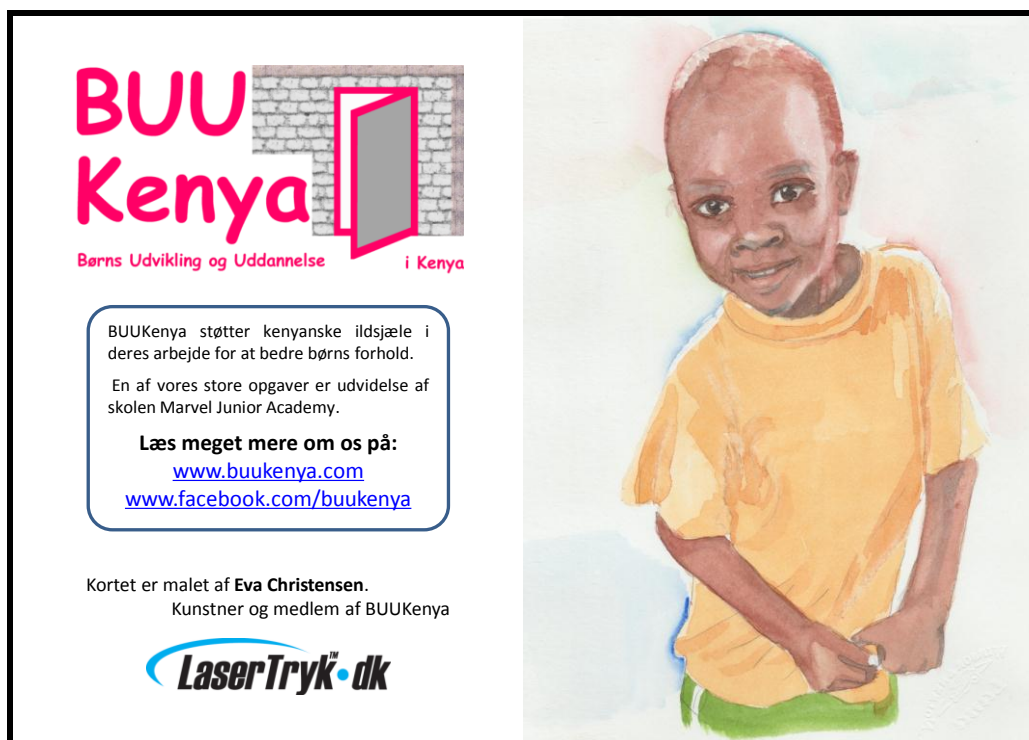 BUU
Kenya
Børns Udvikling og Uddannelse i Kenya
BUUKenya støtter kenyanske ildsjæle i
deres arbejde for at bedre børns forhold.
En af vores store opgaver er udvidelse af
skolen Marvel Junior Academy.
Læs meget mere om os på:
www.buukenya.com
www.facebook.com/buukenya
Kortet er malet af Eva Christensen.
Kunstner og medlem af BUUKenya
LaserTryk™•dk